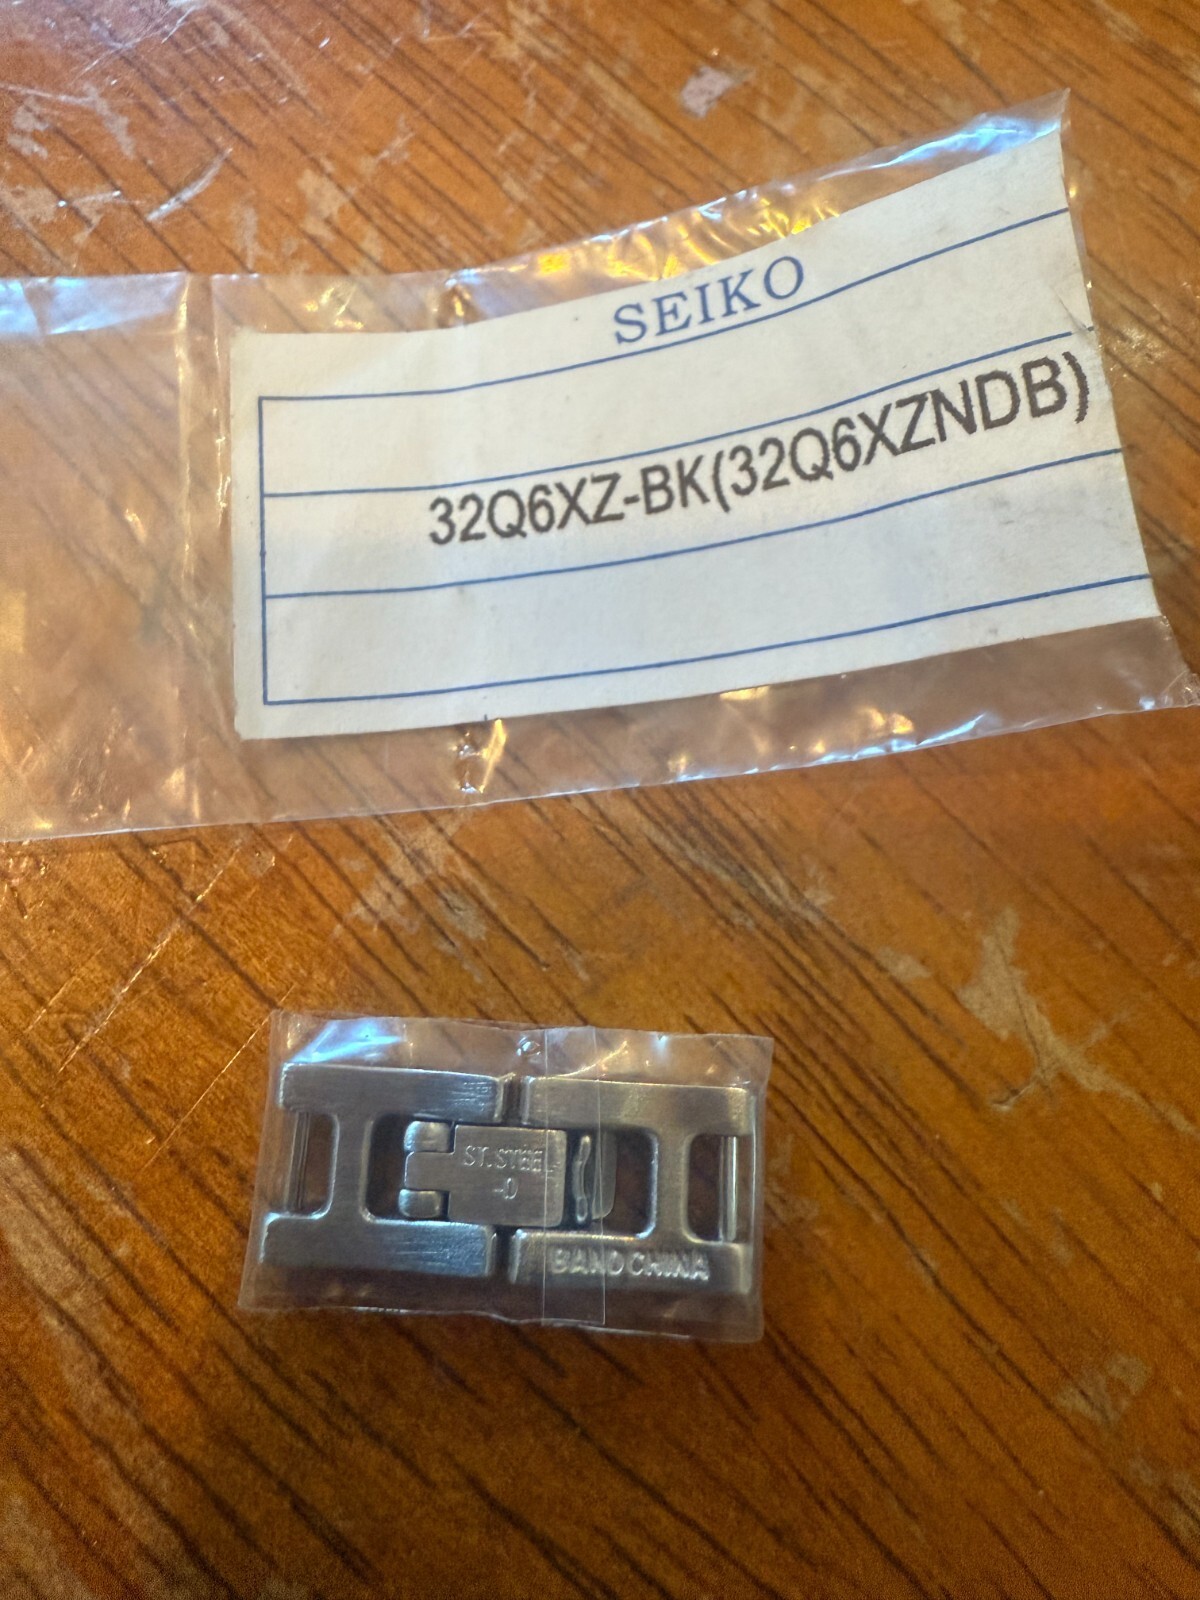 SEIKO
32Q6XZ-BK(32Q6XZNDB)
ST.STEEL
-D
BAND CHINA